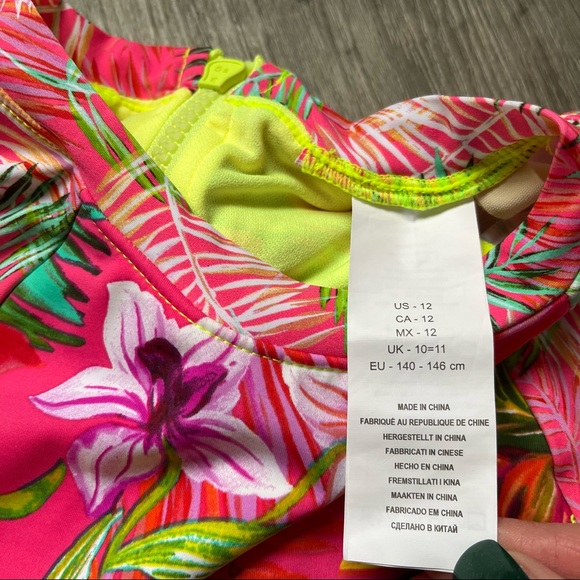 US - 12
CA - 12
MX - 12
UK - 10=11
EU - 140 - 146 cm
MADE IN CHINA
FABRIQUÉ AU REPUBLIQUE DE CHINE
HERGESTELLT IN CHINA
FABBRICATI IN CINESE
HECHO EN CHINA
FREMSTILLATI I KINA
MAAKTEN IN CHINA
FABRICADO EM CHINA
СДЕЛАНО В КИТАЙ